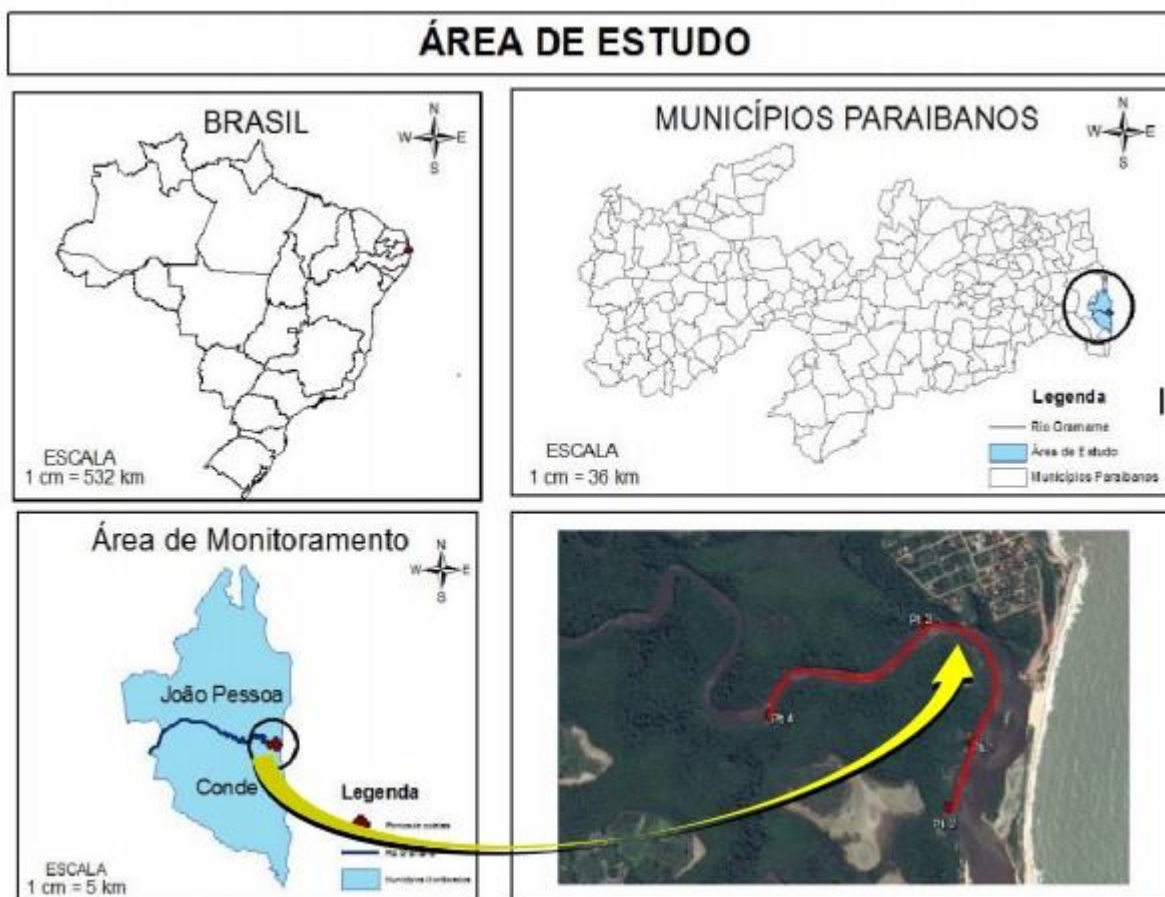 ÁREA DE ESTUDO
BRASIL
N
W E
S
ESCALA
1 cm = 532 km
MUNICÍPIOS PARAIBANOS
N
W E
S
Legenda
Rio Gramame
Área de Estudo
Municípios Paraibanos
ESCALA
1 cm = 36 km
Área de Monitoramento
N
W E
S
João Pessoa
Conde
Legenda
ESCALA
1 cm = 5 km
Pt 3
Pt 4
Pt 2